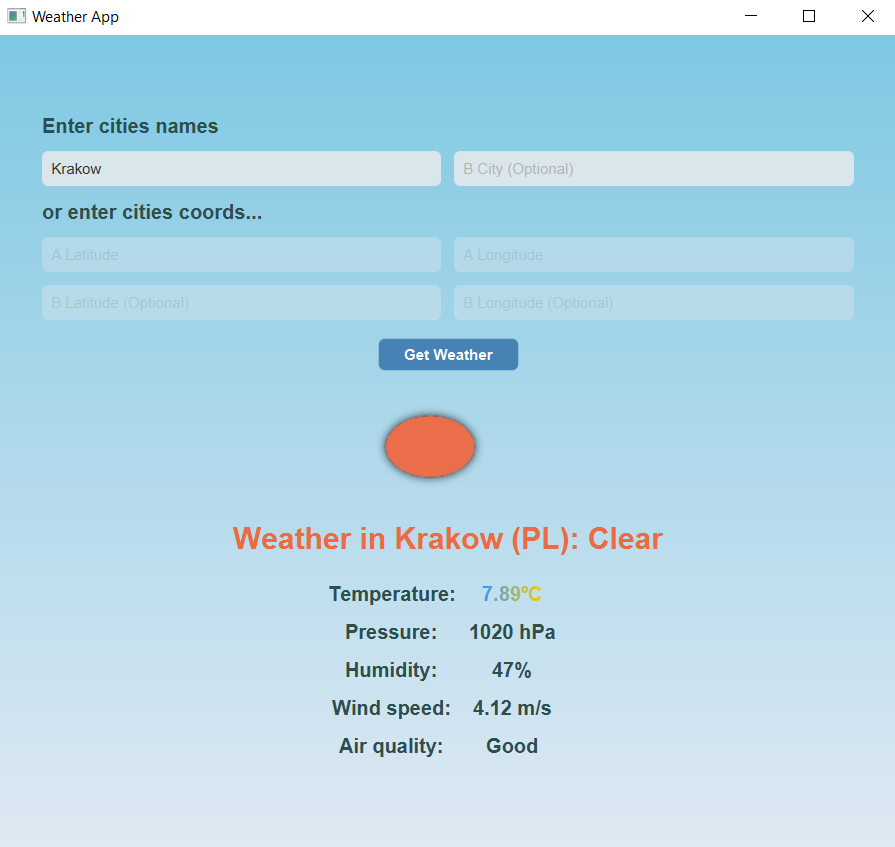 Weather App
Enter cities names
Krakow B City (Optional)
or enter cities coords...
A Latitude A Longitude
B Latitude (Optional) B Longitude (Optional)
Get Weather
Weather in Krakow (PL): Clear
Temperature: 7.89°C
Pressure: 1020 hPa
Humidity: 47%
Wind speed: 4.12 m/s
Air quality: Good